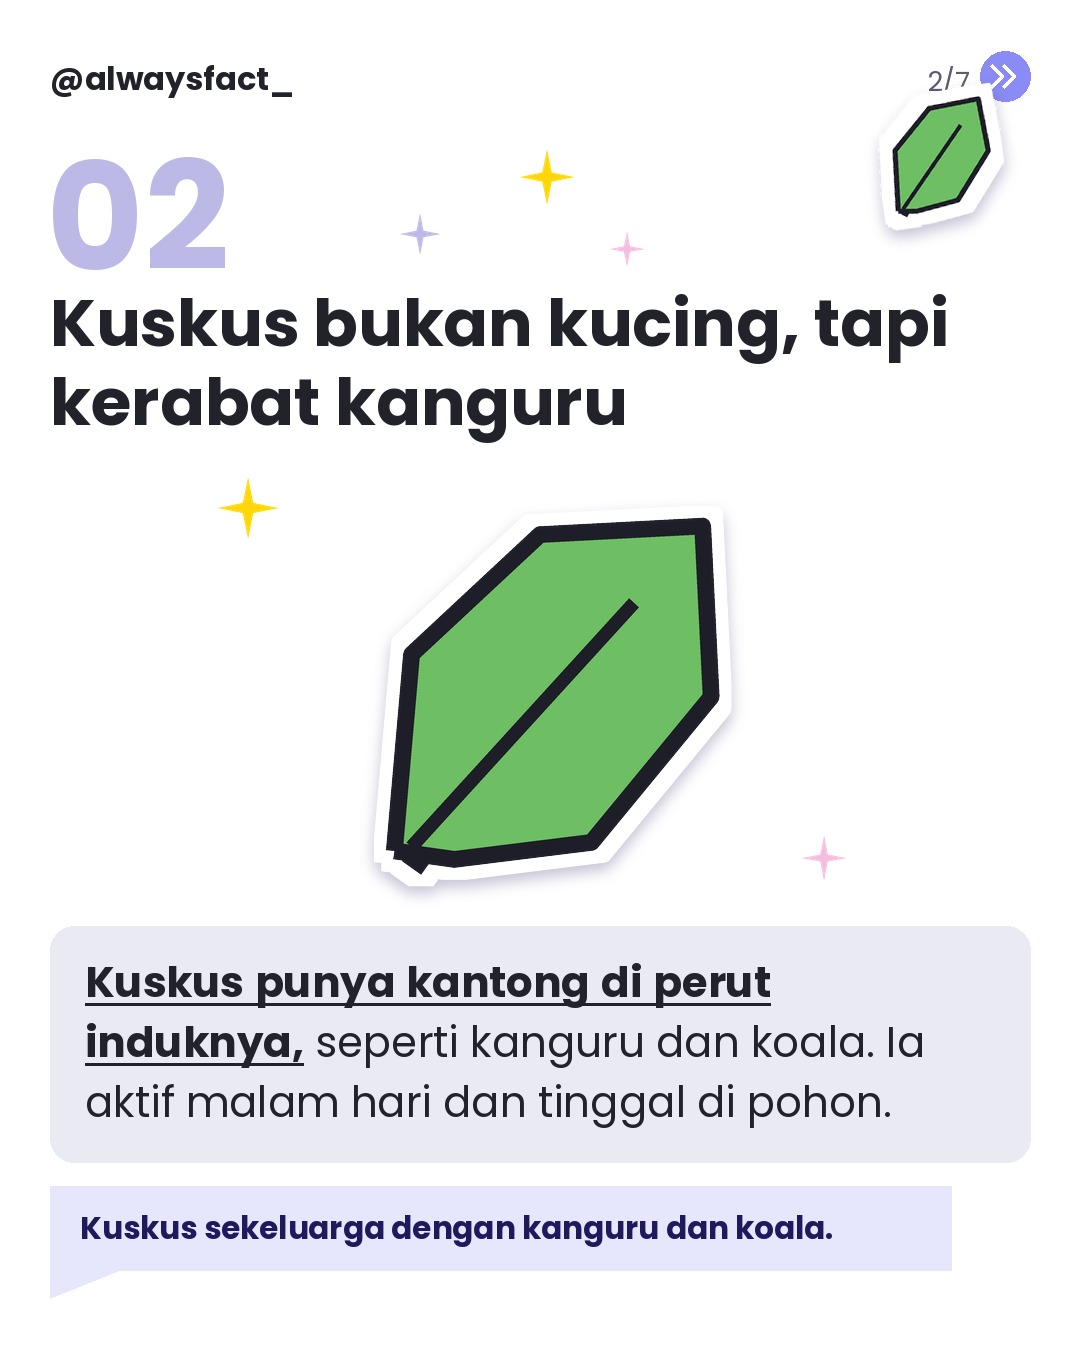 @alwaysfact_
2/7
02
Kuskus bukan kucing, tapi
kerabat kanguru
Kuskus punya kantong di perut
induknya, seperti kanguru dan koala. Ia
aktif malam hari dan tinggal di pohon.
Kuskus sekeluarga dengan kanguru dan koala.